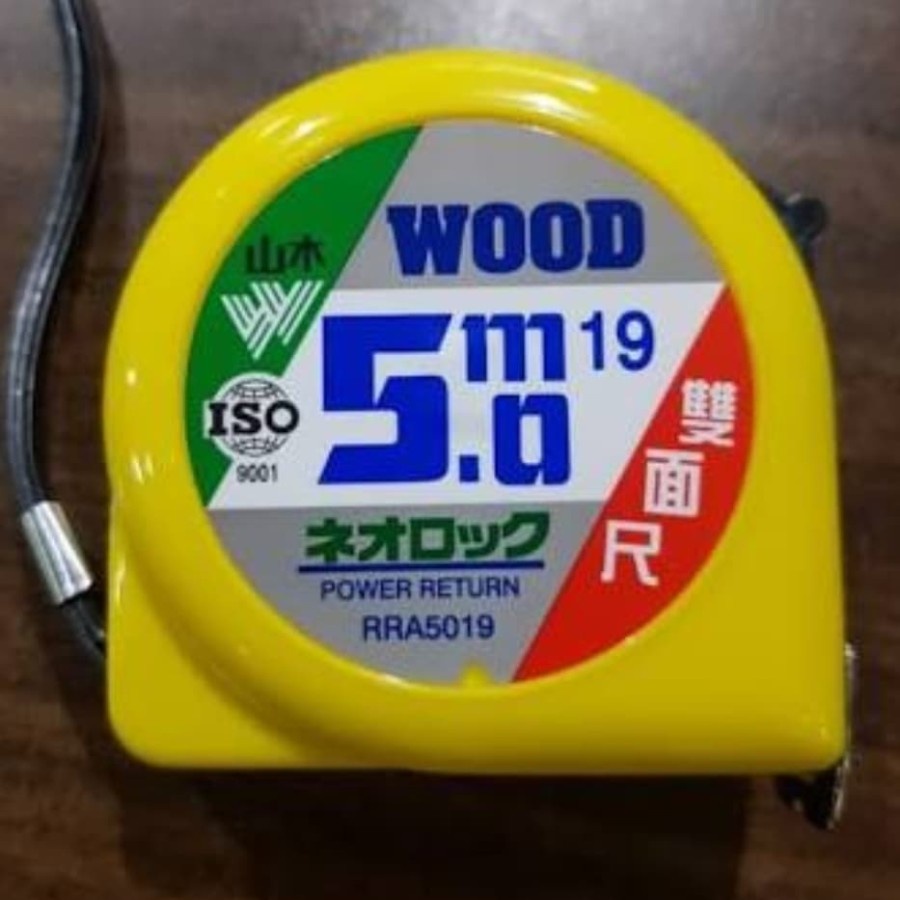 WOOD
山木
5.0m 19
ISO
9001
雙面尺
ネオロック
POWER RETURN
RRA5019